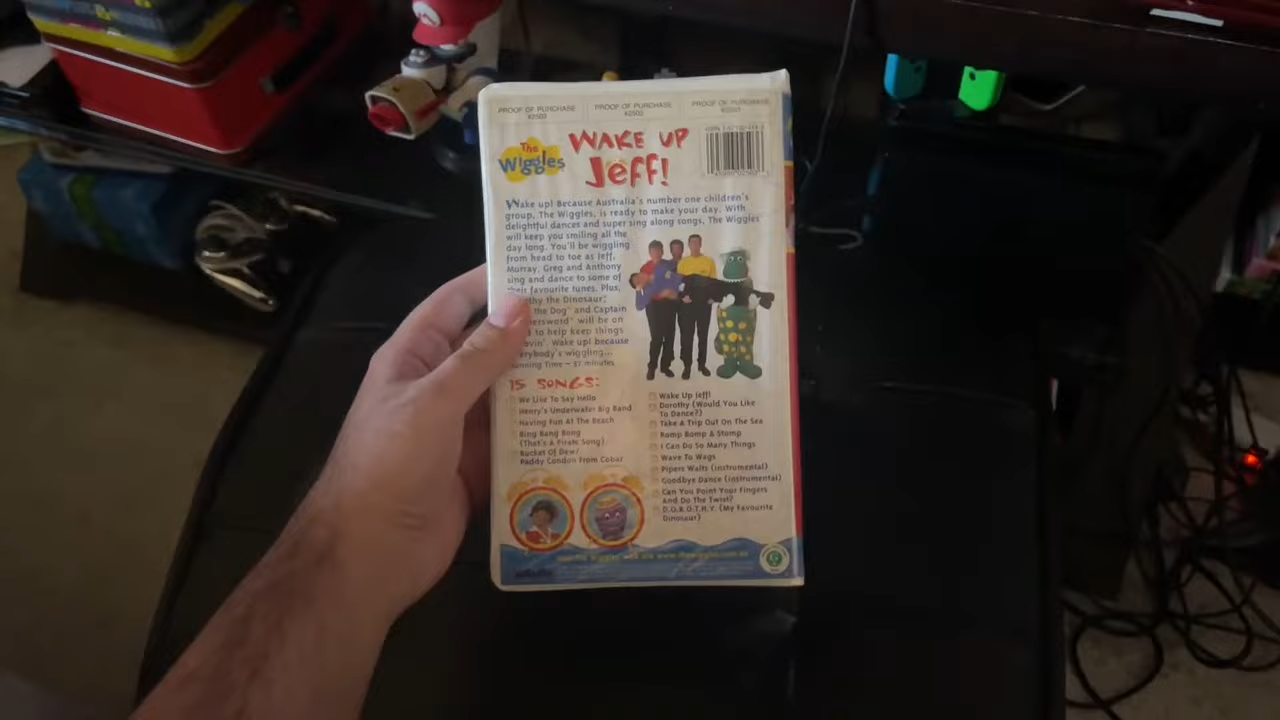 PROOF OF PURCHASE PROOF OF PURCHASE PROOF OF PURCHASE
The
Wiggles
WAKE UP
Jeff!
Wake up! Because Australia's number one children's
group, The Wiggles, is ready to make your day. With
delightful dances and super sing along songs, The Wiggles
will keep you smiling all the
day long. You'll be wiggling
from head to toe as Jeff,
Murray, Greg and Anthony
sing and dance to some of
their favourite tunes. Plus,
the Dinosaur,
the Dog and Captain
will be on
to help keep things
Wake up! because
wiggling...
Running Time - 37 minutes
15 SONGS:
We Like To Say Hello
Henry's Underwater Big Band
Having Fun At The Beach
Bing Bang Bong
(That's A Pirate Song)
Bucket Of Dew/
Paddy Condon From Cobar
Wake Up Jeff!
Dorothy (Would You Like
To Dance?)
Take A Trip Out On The Sea
Romp Bomp A Stomp
I Can Do So Many Things
Wave To Wags
Pipers Waltz (instrumental)
Goodbye Dance (instrumental)
Can You Point Your Fingers
And Do The Twist?
D.O.R.O.T.H.Y. (My Favourite
Dinosaur)